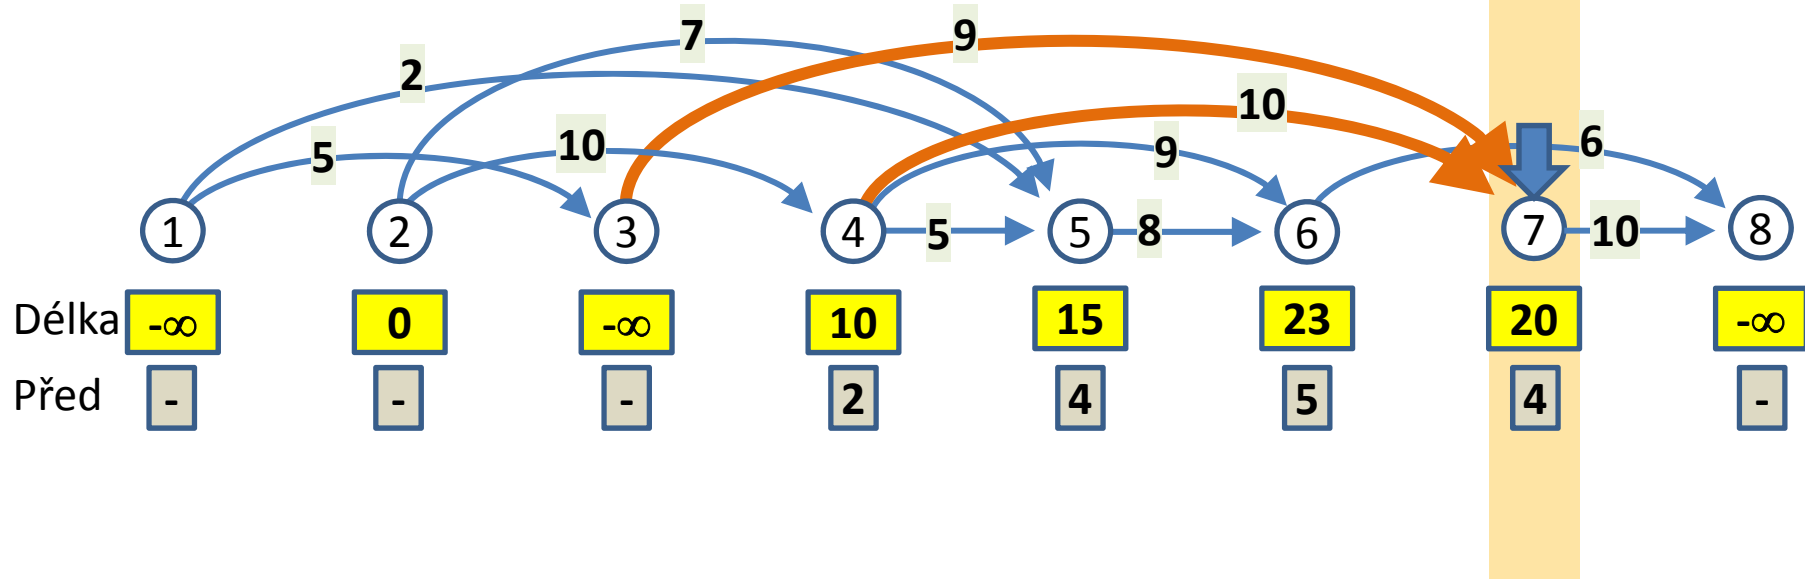 7 9
2 10 6
5 10 9
1 2 3 4 5 5 6 8 7 10 8
Délka -∞ 0 -∞ 10 15 23 20 -∞
Před - - - 2 4 5 4 -